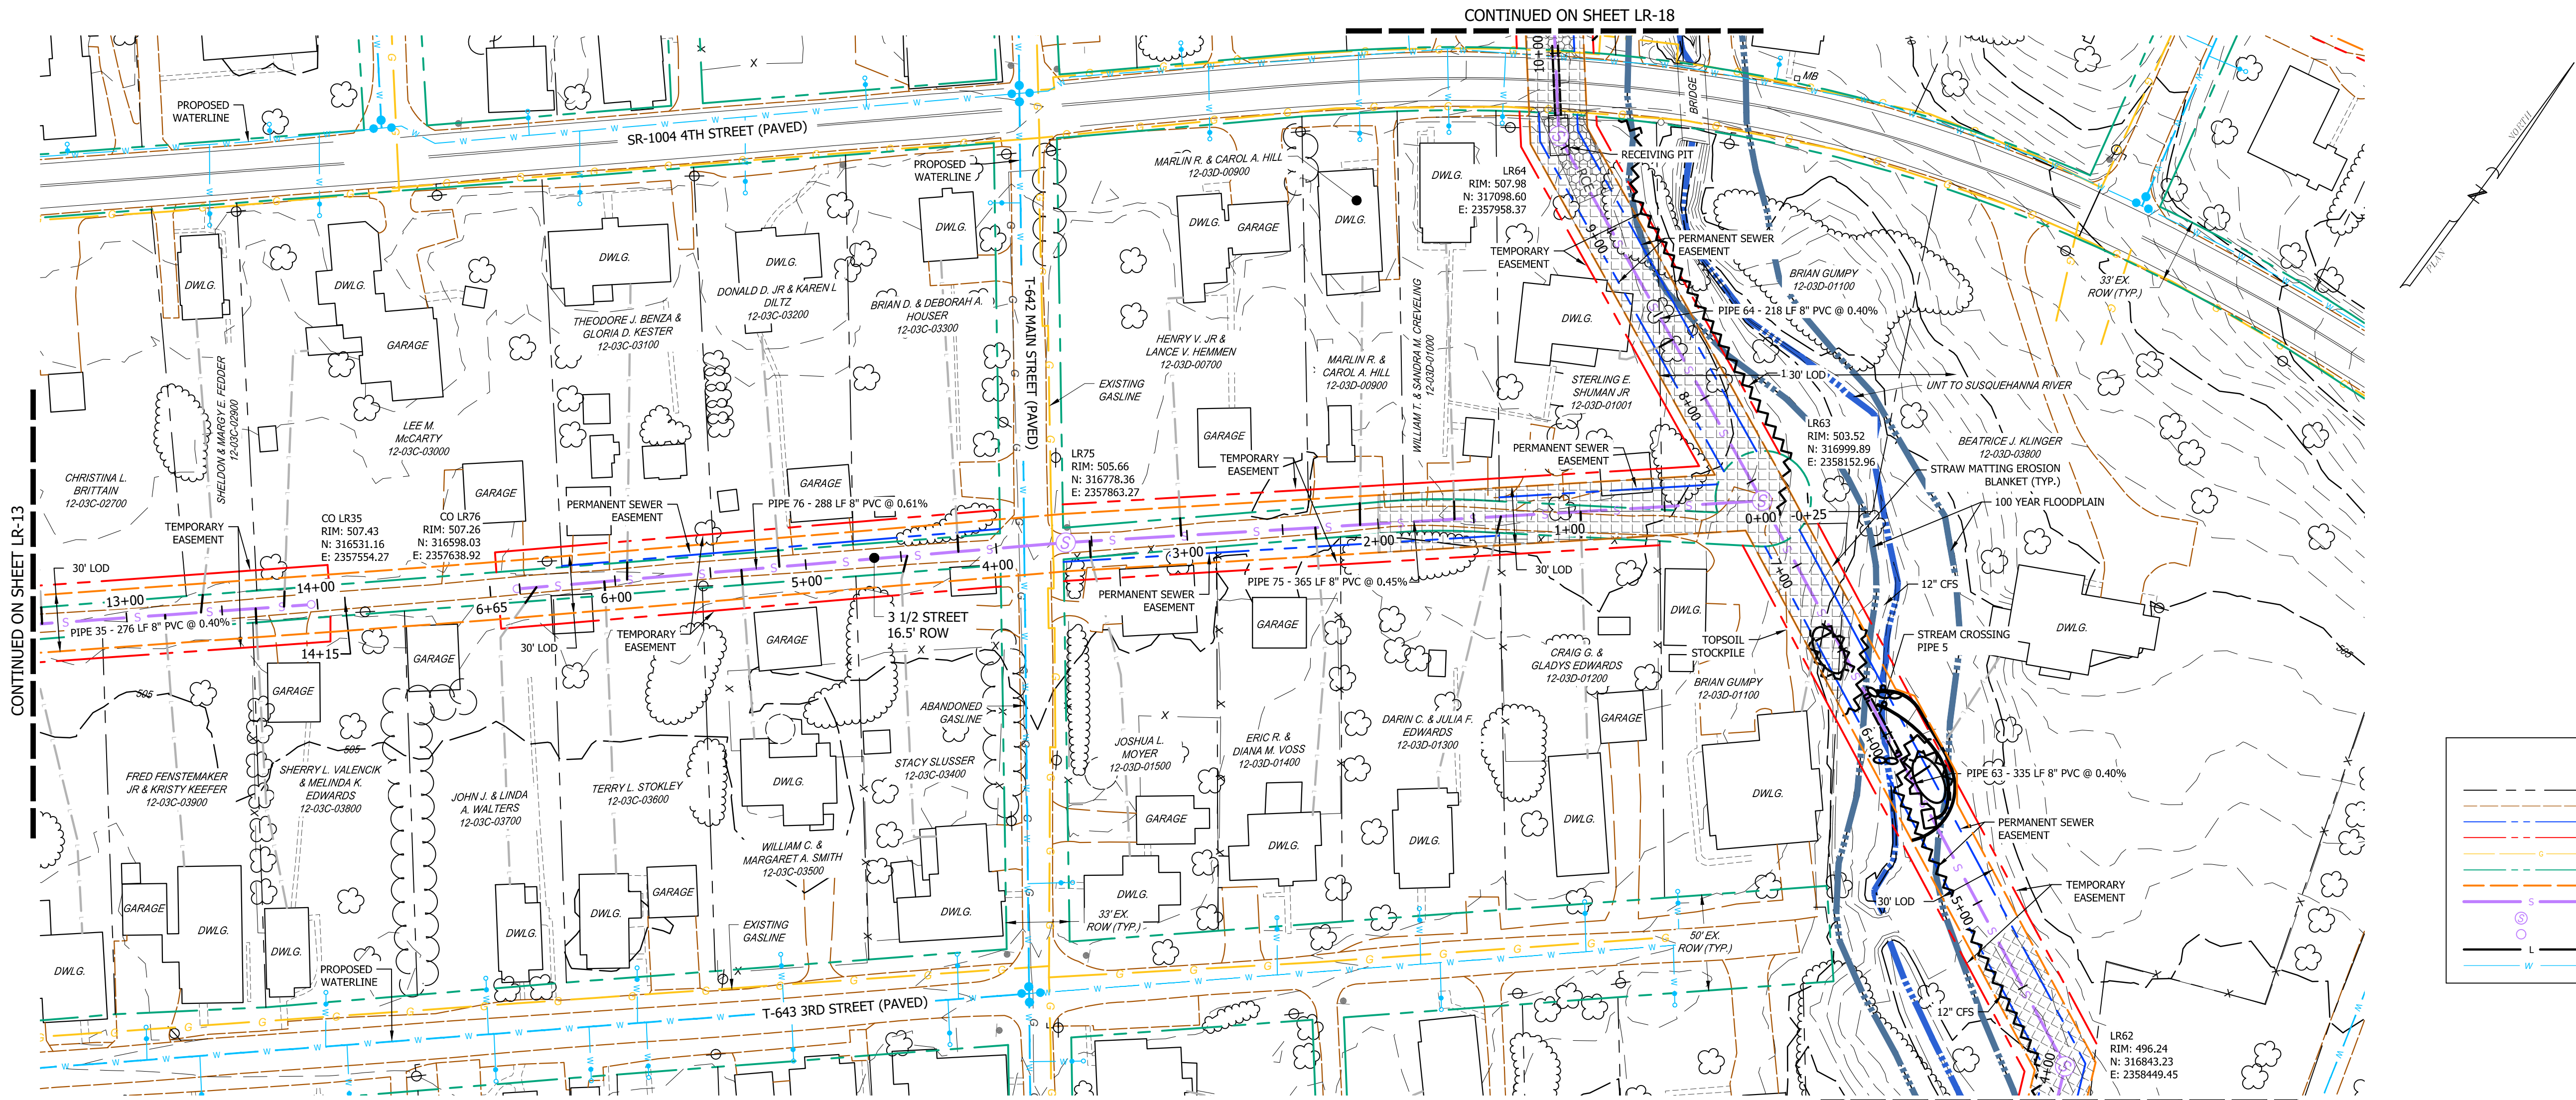 CONTINUED ON SHEET LR-18
CONTINUED ON SHEET LR-13
PROPOSED
WATERLINE
SR-1004 4TH STREET (PAVED)
PROPOSED
WATERLINE
MARLIN R. & CAROL A. HILL
12-03D-00900
LR64
RIM: 507.98
N: 317098.60
E: 2357958.37
10+00
BRIDGE
MB
RECEIVING PIT
NORTH
PLAN
DWLG.
DWLG.
GARAGE
DWLG.
DWLG.
DWLG.
DWLG.
GARAGE
DWLG.
DWLG.
DWLG.
TEMPORARY
EASEMENT
9+00
PERMANENT SEWER
EASEMENT
BRIAN GUMPY
12-03D-01100
33' EX.
ROW (TYP.)
SHELDON & MARGY E. FEDDER
12-03C-02900
THEODORE J. BENZA &
GLORIA D. KESTER
12-03C-03100
DONALD D. JR & KAREN L
DILTZ
12-03C-03200
BRIAN D. & DEBORAH A.
HOUSER
12-03C-03300
T-642 MAIN STREET (PAVED)
EXISTING
GASLINE
HENRY V. JR &
LANCE V. HEMMEN
12-03D-00700
MARLIN R. &
CAROL A. HILL
12-03D-00900
WILLIAM T. & SANDRA M. CREVELING
12-03D-01000
STERLING E.
SHUMAN JR
12-03D-01001
PIPE 64 - 218 LF 8" PVC @ 0.40%
30' LOD
UNT TO SUSQUEHANNA RIVER
8+00
LEE M.
McCARTY
12-03C-03000
CHRISTINA L.
BRITTAIN
12-03C-02700
GARAGE
GARAGE
GARAGE
LR63
RIM: 503.52
N: 316999.89
E: 2358152.96
BEATRICE J. KLINGER
12-03D-03800
STRAW MATTING EROSION
BLANKET (TYP.)
100 YEAR FLOODPLAIN
TEMPORARY
EASEMENT
CO LR35
RIM: 507.43
N: 316531.16
E: 2357554.27
CO LR76
RIM: 507.26
N: 316598.03
E: 2357638.92
PERMANENT SEWER
EASEMENT
PIPE 76 - 288 LF 8" PVC @ 0.61%
LR75
RIM: 505.66
N: 316778.36
E: 2357863.27
TEMPORARY
EASEMENT
PERMANENT SEWER
EASEMENT
30' LOD
13+00
14+00
14+15
PIPE 35 - 276 LF 8" PVC @ 0.40%
6+65
6+00
5+00
4+00
3+00
2+00
1+00
0+00
-0+25
30' LOD
TEMPORARY
EASEMENT
3 1/2 STREET
16.5' ROW
PERMANENT SEWER
EASEMENT
PIPE 75 - 365 LF 8" PVC @ 0.45%
30' LOD
7+00
12" CFS
STREAM CROSSING
PIPE 5
DWLG.
DWLG.
TOPSOIL
STOCKPILE
GARAGE
GARAGE
GARAGE
GARAGE
505
505
505
ABANDONED
GASLINE
FRED FENSTEMAKER
JR & KRISTY KEEFER
12-03C-03900
SHERRY L. VALENCIK
& MELINDA K.
EDWARDS
12-03C-03800
JOHN J. & LINDA
A. WALTERS
12-03C-03700
TERRY L. STOKLEY
12-03C-03600
DWLG.
WILLIAM C. &
MARGARET A. SMITH
12-03C-03500
STACY SLUSSER
12-03C-03400
JOSHUA L.
MOYER
12-03D-01500
ERIC R. &
DIANA M. VOSS
12-03D-01400
DARIN C. & JULIA F.
EDWARDS
12-03D-01300
CRAIG G. &
GLADYS EDWARDS
12-03D-01200
BRIAN GUMPY
12-03D-01100
GARAGE
6+00
PIPE 63 - 335 LF 8" PVC @ 0.40%
PERMANENT SEWER
EASEMENT
TEMPORARY
EASEMENT
30' LOD
5+00
GARAGE
DWLG.
DWLG.
DWLG.
DWLG.
DWLG.
GARAGE
DWLG.
GARAGE
DWLG.
DWLG.
DWLG.
DWLG.
DWLG.
EXISTING
GASLINE
33' EX.
ROW (TYP.)
50' EX.
ROW (TYP.)
PROPOSED
WATERLINE
T-643 3RD STREET (PAVED)
12" CFS
4+00
LR62
RIM: 496.24
N: 316843.23
E: 2358449.45
G
S
S
L
W